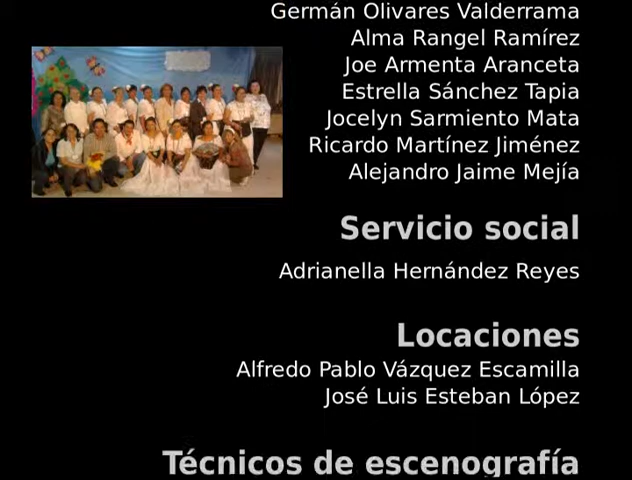 Germán Olivares Valderrama
Alma Rangel Ramírez
Joe Armenta Aranceta
Estrella Sánchez Tapia
Jocelyn Sarmiento Mata
Ricardo Martínez Jiménez
Alejandro Jaime Mejía
Servicio social
Adrianella Hernández Reyes
Locaciones
Alfredo Pablo Vázquez Escamilla
José Luis Esteban López
Técnicos de escenografía